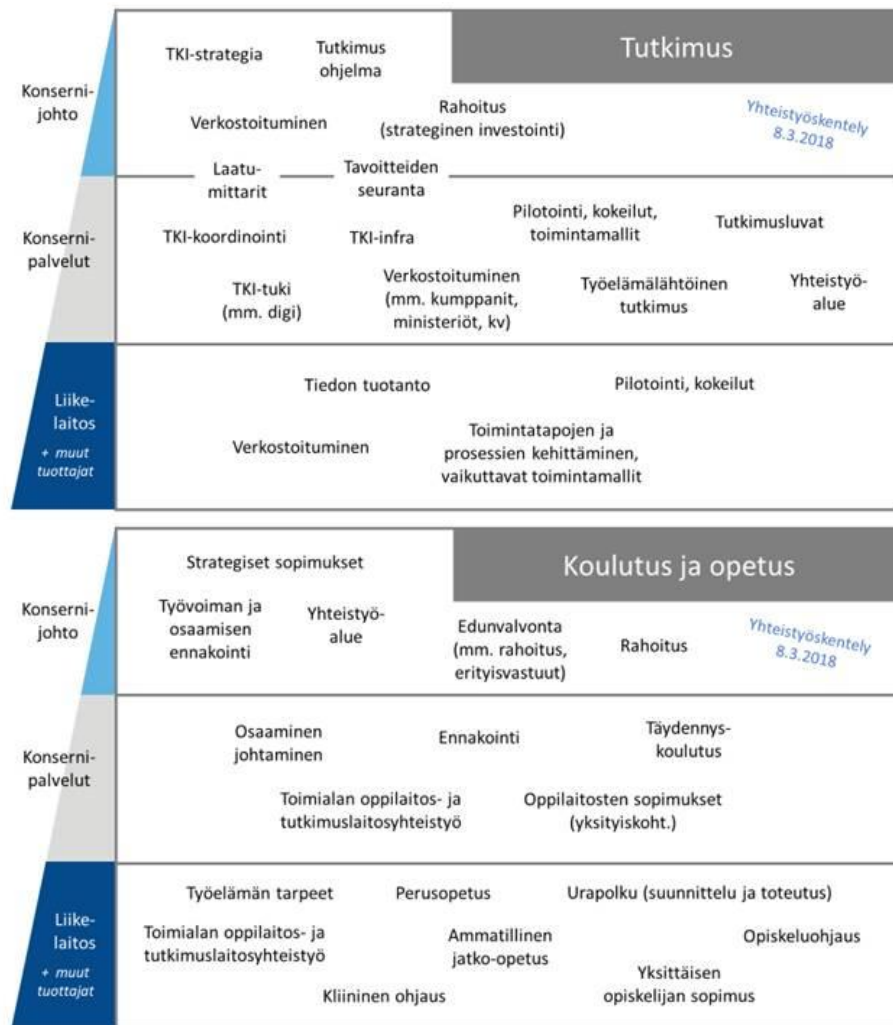 Tutkimus
Konserni-
johto
TKI-strategia
Tutkimus
ohjelma
Verkostoituminen
Rahoitus
(strateginen investointi)
Yhteistyöskentely
8.3.2018
Laatu-
mittarit
Tavoitteiden
seuranta
Konserni-
palvelut
TKI-koordinointi
TKI-infra
Pilotointi, kokeilut,
toimintamallit
Tutkimusluvat
TKI-tuki
(mm. digi)
Verkostoituminen
(mm. kumppanit,
ministeriöt, kv)
Työelämälähtöinen
tutkimus
Yhteistyö-
alue
Liike-
laitos
+ muut
tuottajat
Tiedon tuotanto
Pilotointi, kokeilut
Verkostoituminen
Toimintatapojen ja
prosessien kehittäminen,
vaikuttavat toimintamallit
Koulutus ja opetus
Konserni-
johto
Strategiset sopimukset
Työvoiman ja
osaamisen
ennakointi
Yhteistyö-
alue
Edunvalvonta
(mm. rahoitus,
erityisvastuut)
Rahoitus
Yhteistyöskentely
8.3.2018
Konserni-
palvelut
Osaaminen
johtaminen
Ennakointi
Täydennys-
koulutus
Toimialan oppilaitos- ja
tutkimuslaitosyhteistyö
Oppilaitosten sopimukset
(yksityiskoht.)
Liike-
laitos
+ muut
tuottajat
Työelämän tarpeet
Perusopetus
Urapolku (suunnittelu ja toteutus)
Toimialan oppilaitos- ja
tutkimuslaitosyhteistyö
Ammatillinen
jatko-opetus
Opiskeluohjaus
Kliininen ohjaus
Yksittäisen
opiskelijan sopimus